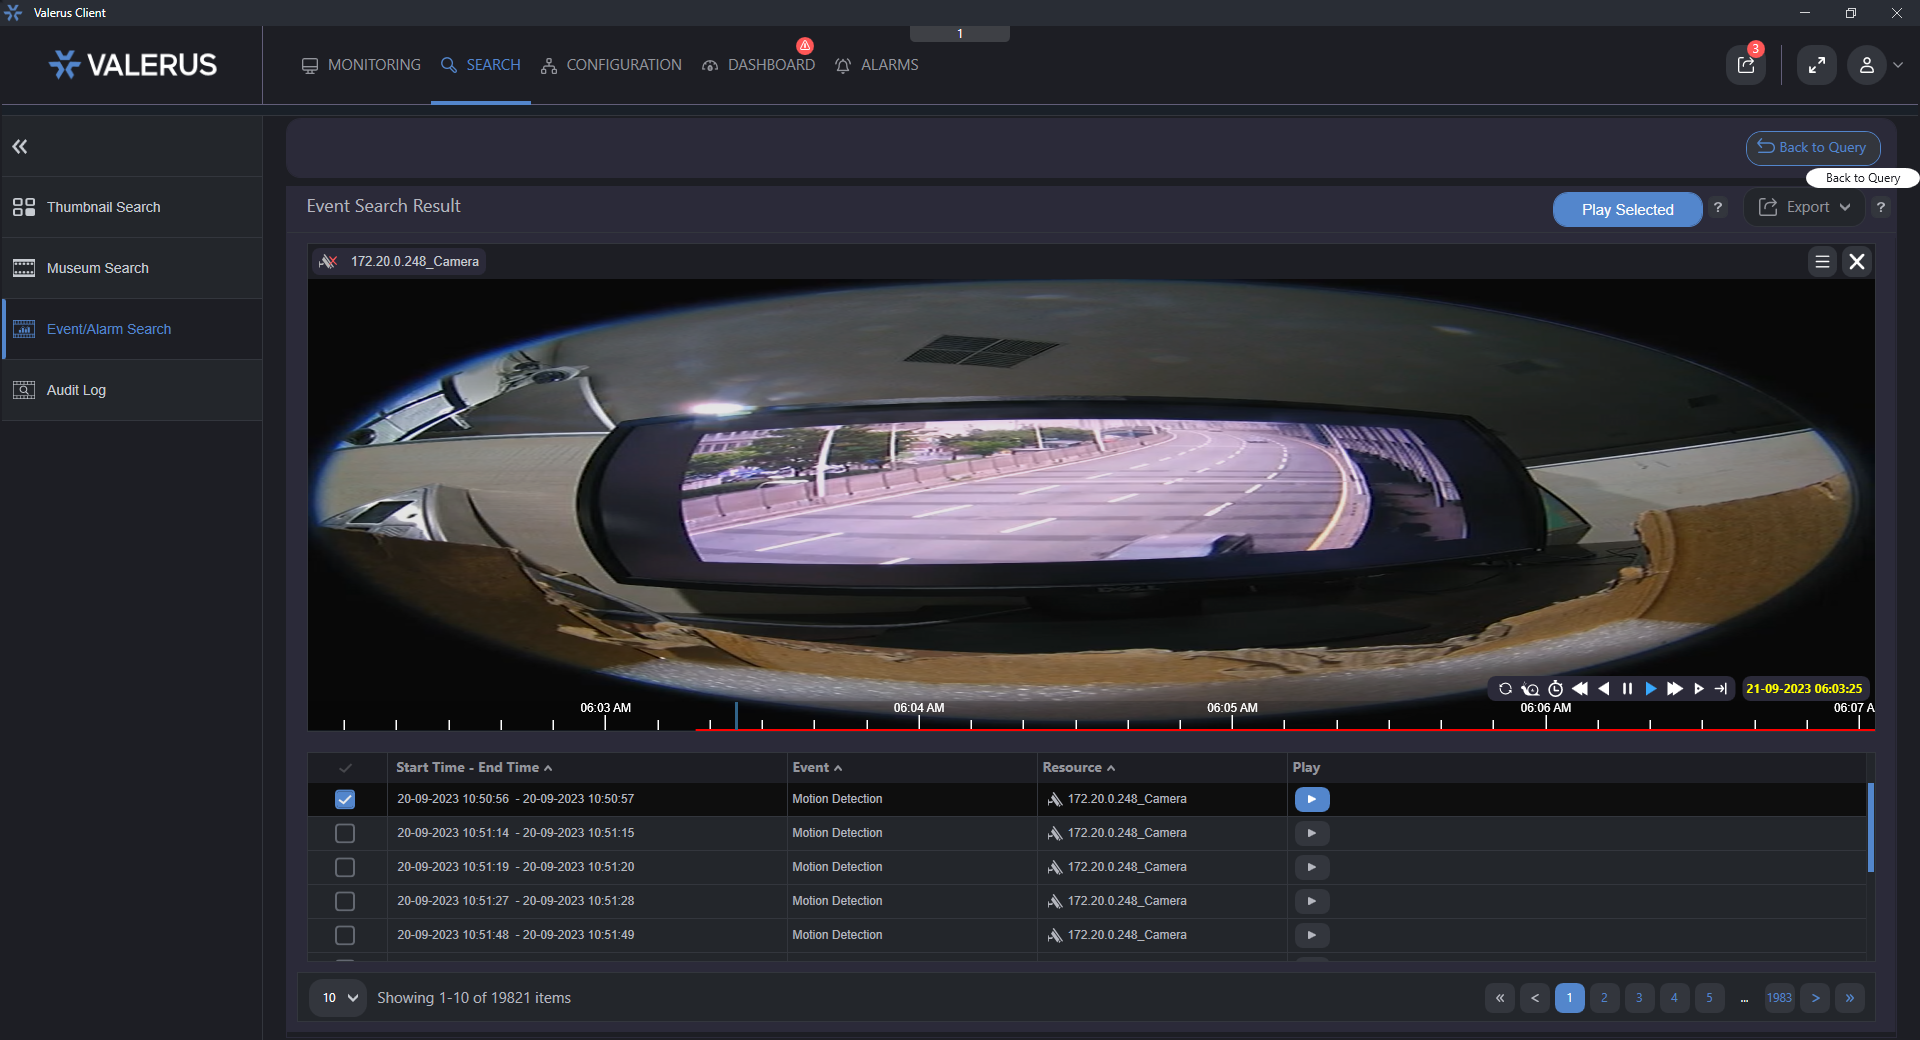 Valerus Client
1
VALERUS
MONITORING
SEARCH
CONFIGURATION
DASHBOARD
ALARMS
3
Back to Query
Back to Query
Thumbnail Search
Museum Search
Event/Alarm Search
Audit Log
Event Search Result
Play Selected
?
Export
?
172.20.0.248_Camera
DELL
21-09-2023 06:03:25
06:03 AM
06:04 AM
06:05 AM
06:06 AM
06:07 A
Start Time - End Time
Event
Resource
Play
20-09-2023 10:50:56 - 20-09-2023 10:50:57 Motion Detection 172.20.0.248_Camera
20-09-2023 10:51:14 - 20-09-2023 10:51:15 Motion Detection 172.20.0.248_Camera
20-09-2023 10:51:19 - 20-09-2023 10:51:20 Motion Detection 172.20.0.248_Camera
20-09-2023 10:51:27 - 20-09-2023 10:51:28 Motion Detection 172.20.0.248_Camera
20-09-2023 10:51:48 - 20-09-2023 10:51:49 Motion Detection 172.20.0.248_Camera
10
Showing 1-10 of 19821 items
« < 1 2 3 4 5 ... 1983 > »